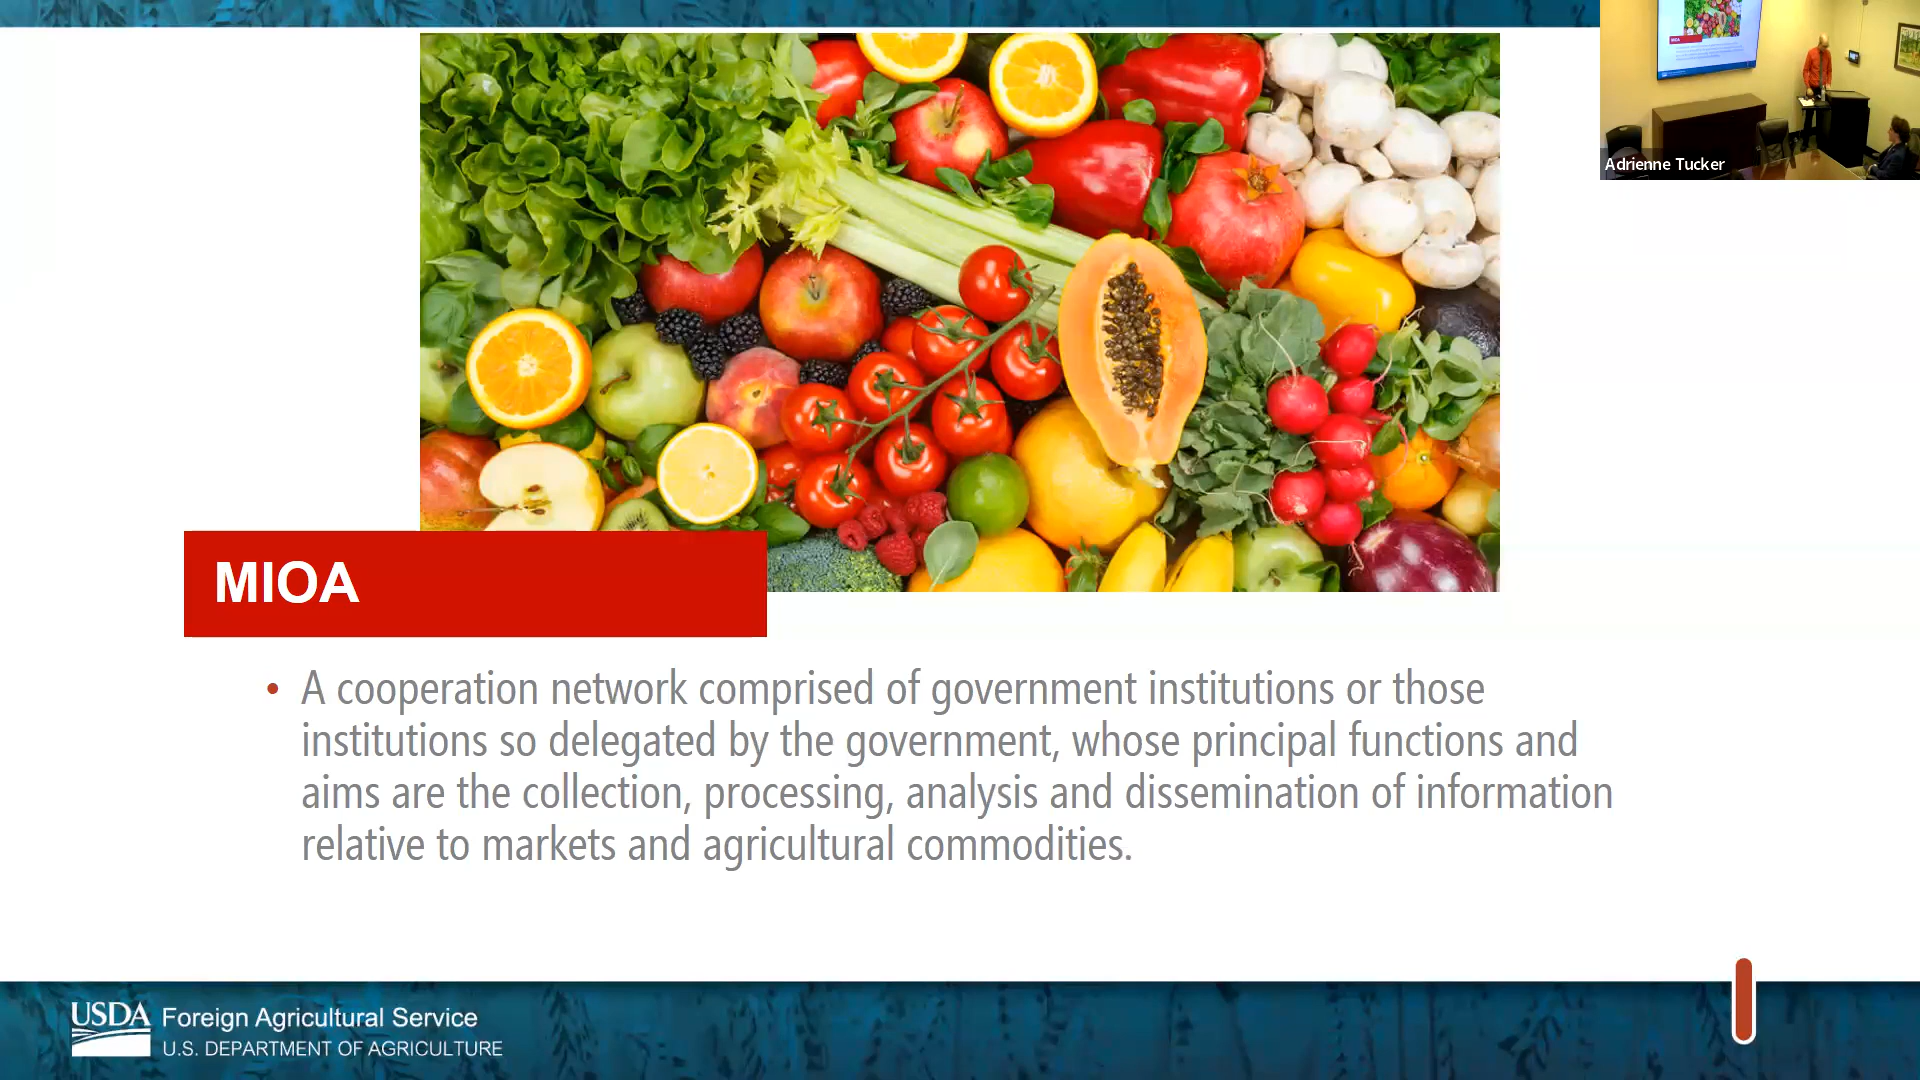 Adrienne Tucker
MIOA
• A cooperation network comprised of government institutions or those
institutions so delegated by the government, whose principal functions and
aims are the collection, processing, analysis and dissemination of information
relative to markets and agricultural commodities.
USDA Foreign Agricultural Service
U.S. DEPARTMENT OF AGRICULTURE